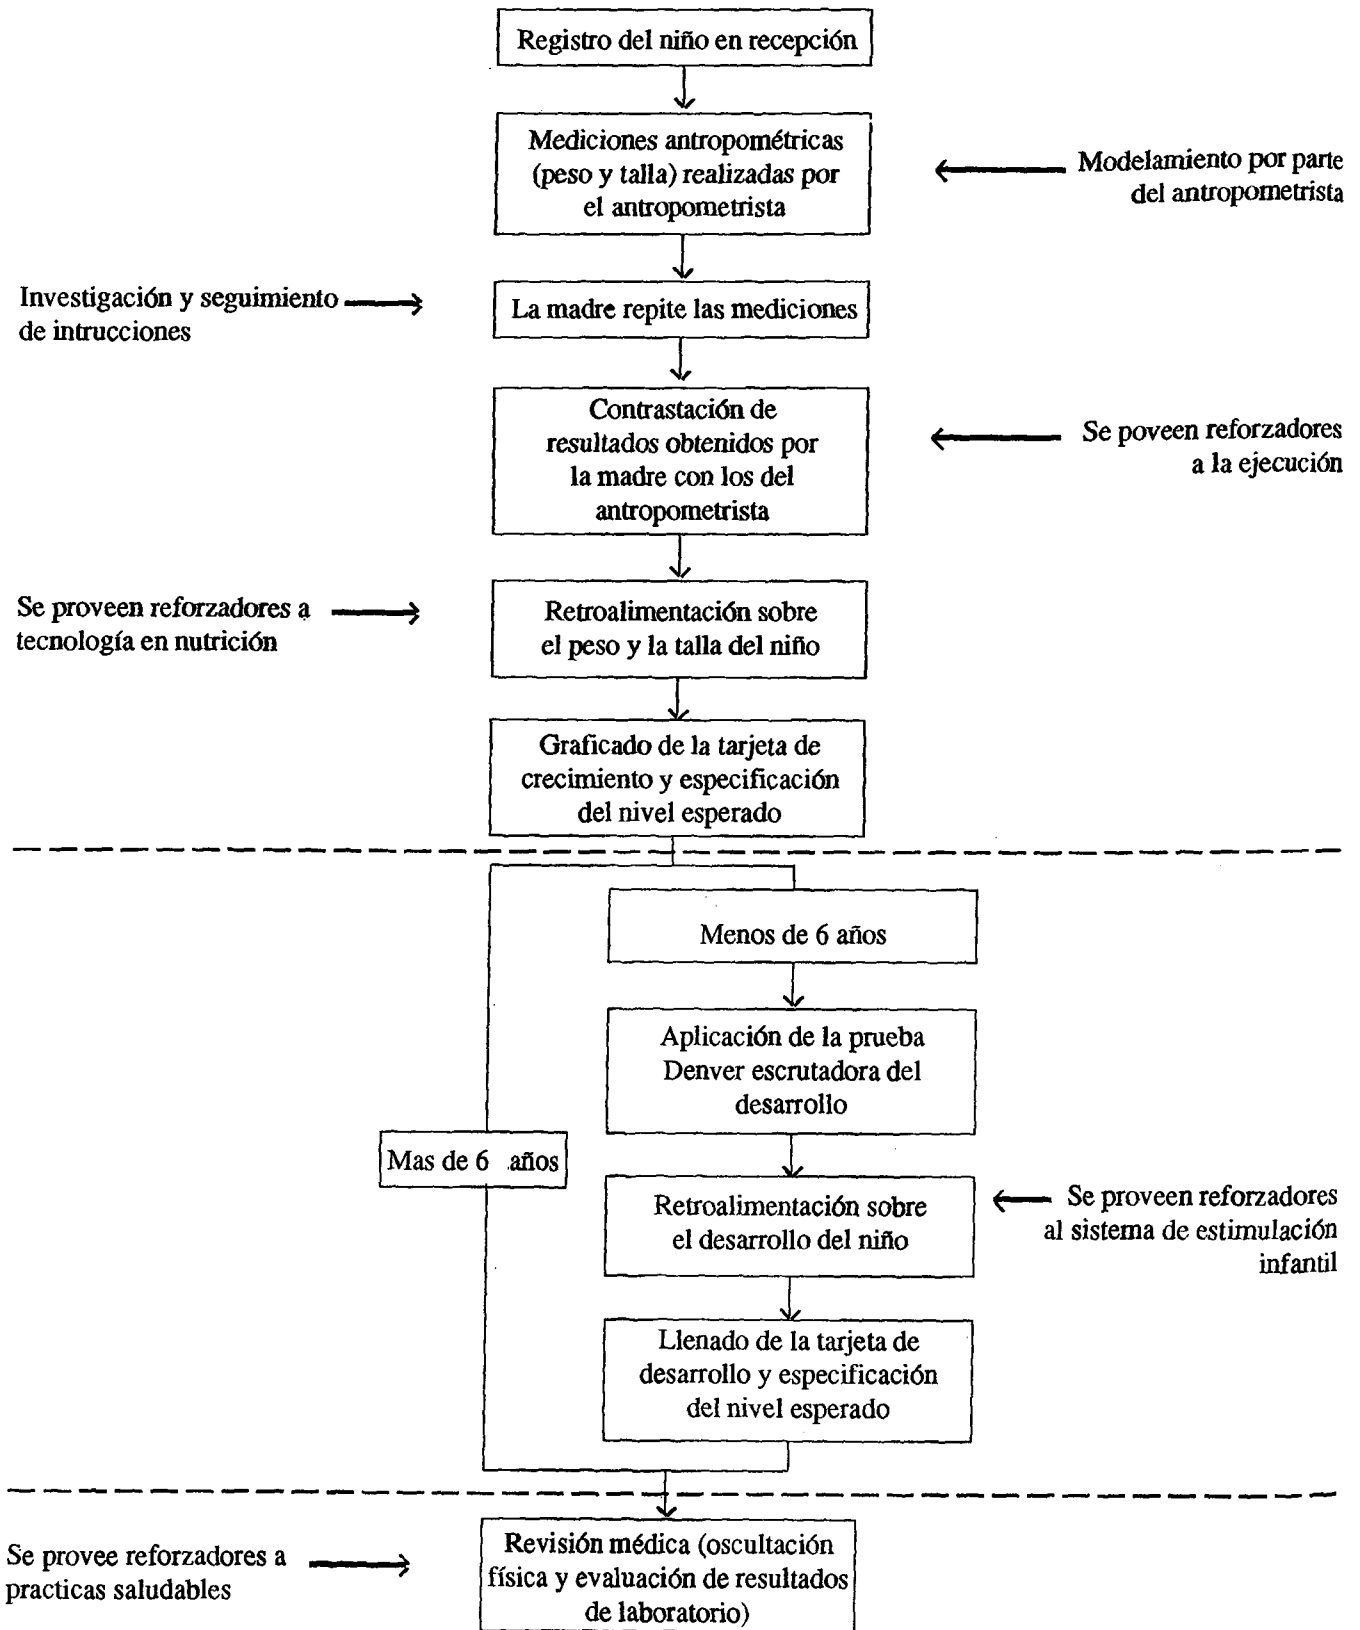 Registro del niño en recepción
Mediciones antropométricas
(peso y talla) realizadas por
el antropometrista
Modelamiento por parte
del antropometrista
Investigación y seguimiento
de intrucciones
La madre repite las mediciones
Contrastación de
resultados obtenidos por
la madre con los del
antropometrista
Se poveen reforzadores
a la ejecución
Se proveen reforzadores a
tecnología en nutrición
Retroalimentación sobre
el peso y la talla del niño
Graficado de la tarjeta de
crecimiento y especificación
del nivel esperado
Menos de 6 años
Aplicación de la prueba
Denver escrutadora del
desarrollo
Mas de 6 años
Retroalimentación sobre
el desarrollo del niño
Se proveen reforzadores
al sistema de estimulación
infantil
Llenado de la tarjeta de
desarrollo y especificación
del nivel esperado
Se provee reforzadores a
practicas saludables
Revisión médica (oscultación
física y evaluación de resultados
de laboratorio)